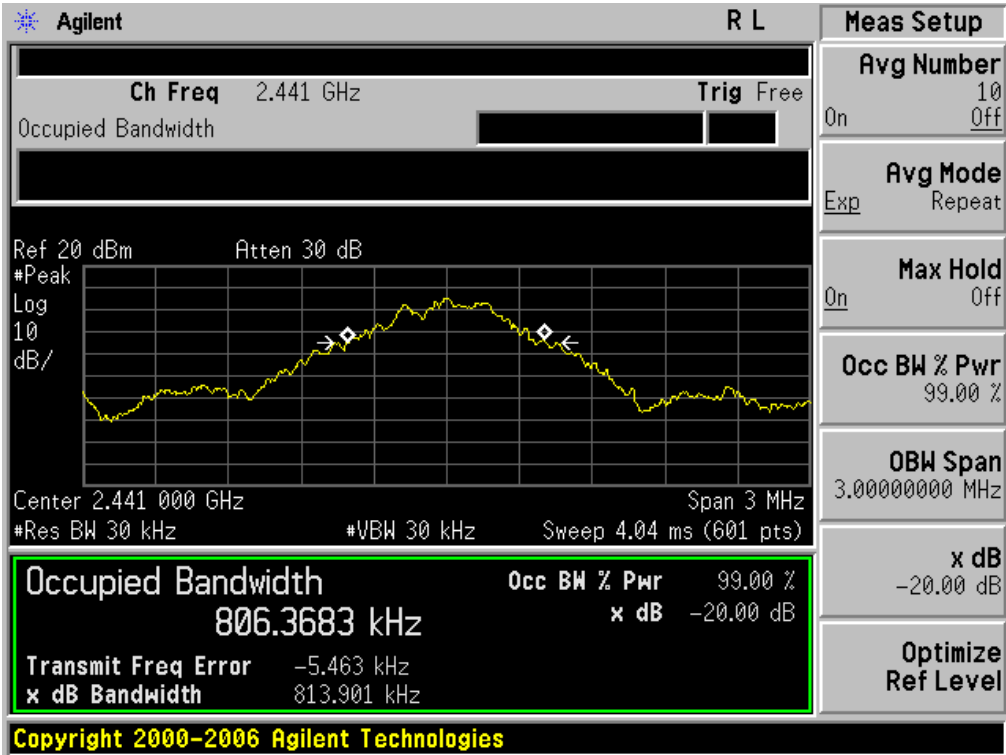 Agilent R L
Ch Freq 2.441 GHz Trig Free
Occupied Bandwidth
Ref 20 dBm Atten 30 dB
#Peak
Log
10
dB/
Center 2.441 000 GHz Span 3 MHz
#Res BW 30 kHz #VBW 30 kHz Sweep 4.04 ms (601 pts)
Occupied Bandwidth Occ BW % Pwr 99.00 %
806.3683 kHz x dB -20.00 dB
Transmit Freq Error -5.463 kHz
x dB Bandwidth 813.901 kHz
Copyright 2000-2006 Agilent Technologies
Meas Setup
Avg Number
10
On Off
Avg Mode
Exp Repeat
Max Hold
On Off
Occ BW % Pwr
99.00 %
OBW Span
3.00000000 MHz
x dB
-20.00 dB
Optimize
Ref Level